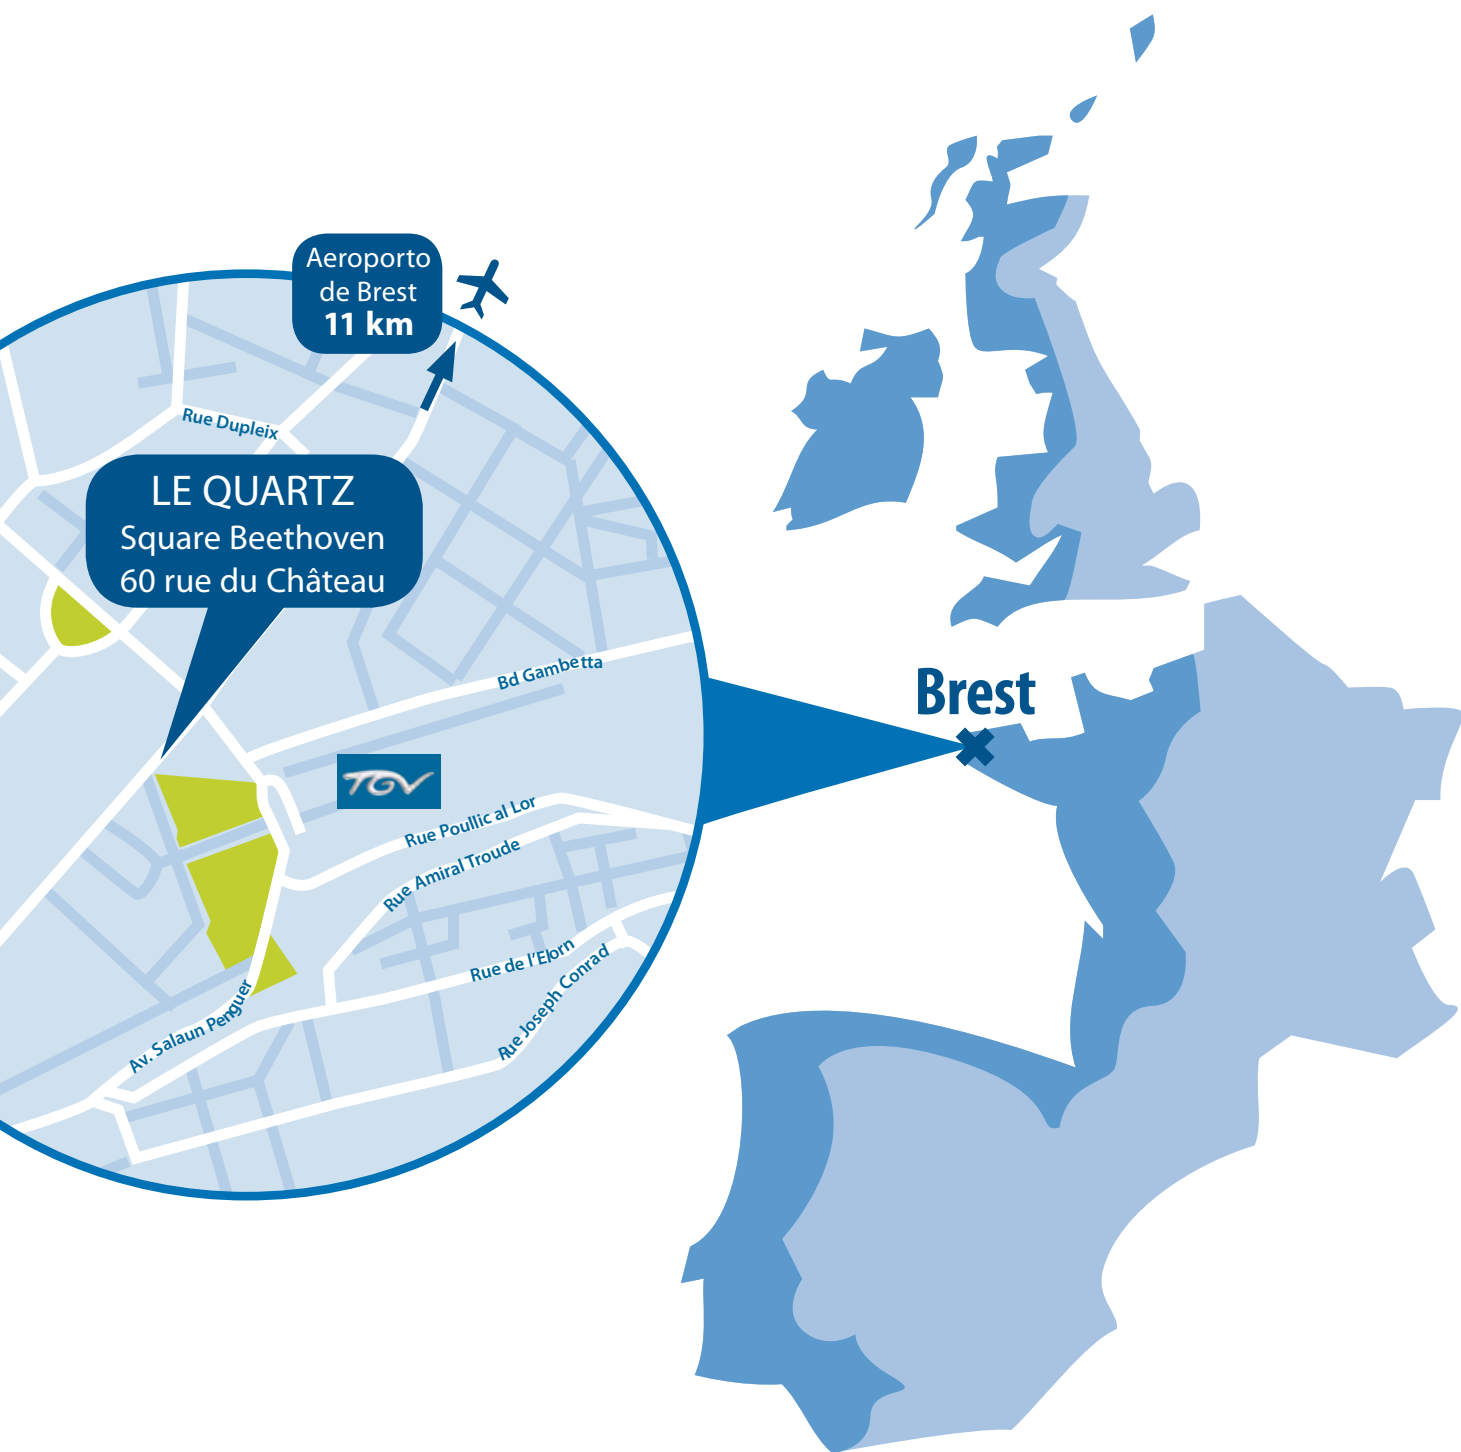 Aeroporto
de Brest
11 km
Rue Dupleix
LE QUARTZ
Square Beethoven
60 rue du Château
Bd Gambetta
Brest
TGV
Rue Poullic al Lor
Rue Amiral Troude
Rue de l'Elorn
Rue Joseph Conrad
Av. Salaun Penguer